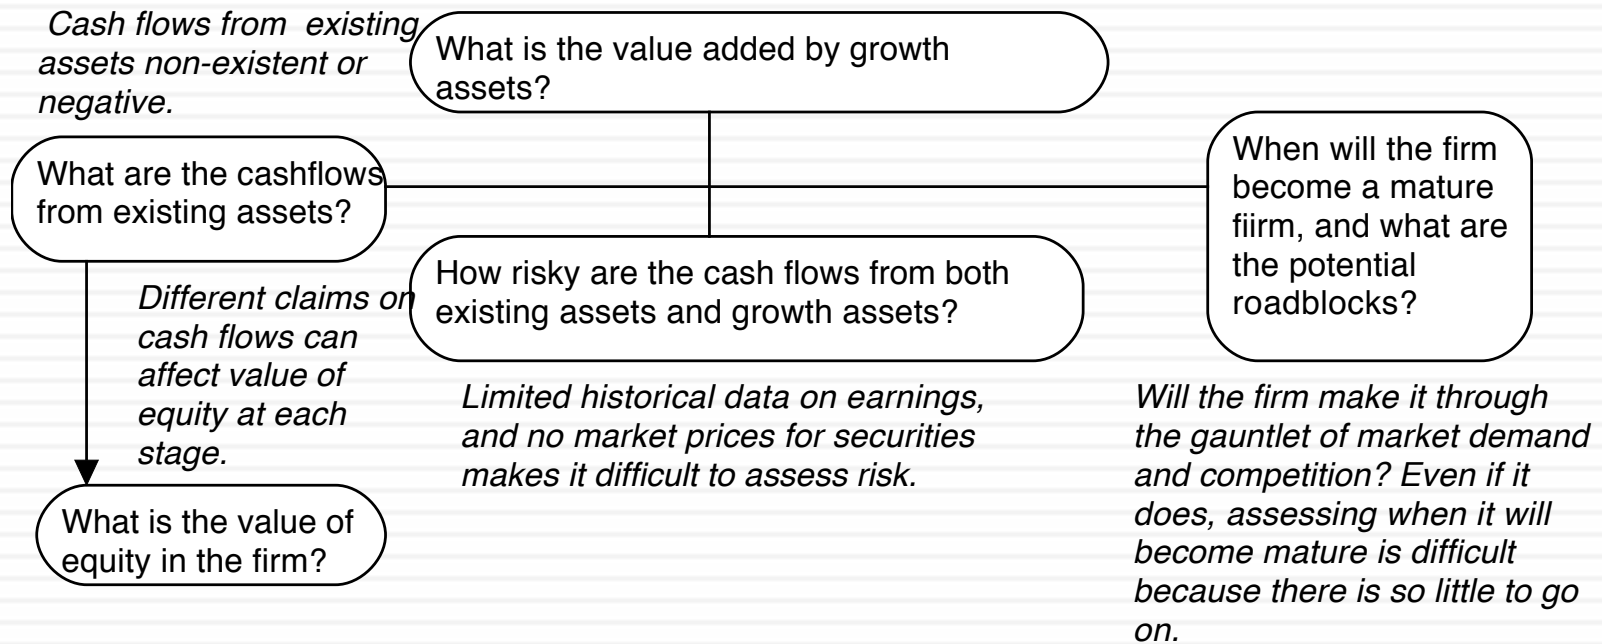 Cash flows from existing
assets non-existent or
negative.
What is the value added by growth
assets?
What are the cashflows
from existing assets?
When will the firm
become a mature
fiirm, and what are
the potential
roadblocks?
How risky are the cash flows from both
existing assets and growth assets?
Different claims on
cash flows can
affect value of
equity at each
stage.
Limited historical data on earnings,
and no market prices for securities
makes it difficult to assess risk.
Will the firm make it through
the gauntlet of market demand
and competition? Even if it
does, assessing when it will
become mature is difficult
because there is so little to go
on.
What is the value of
equity in the firm?